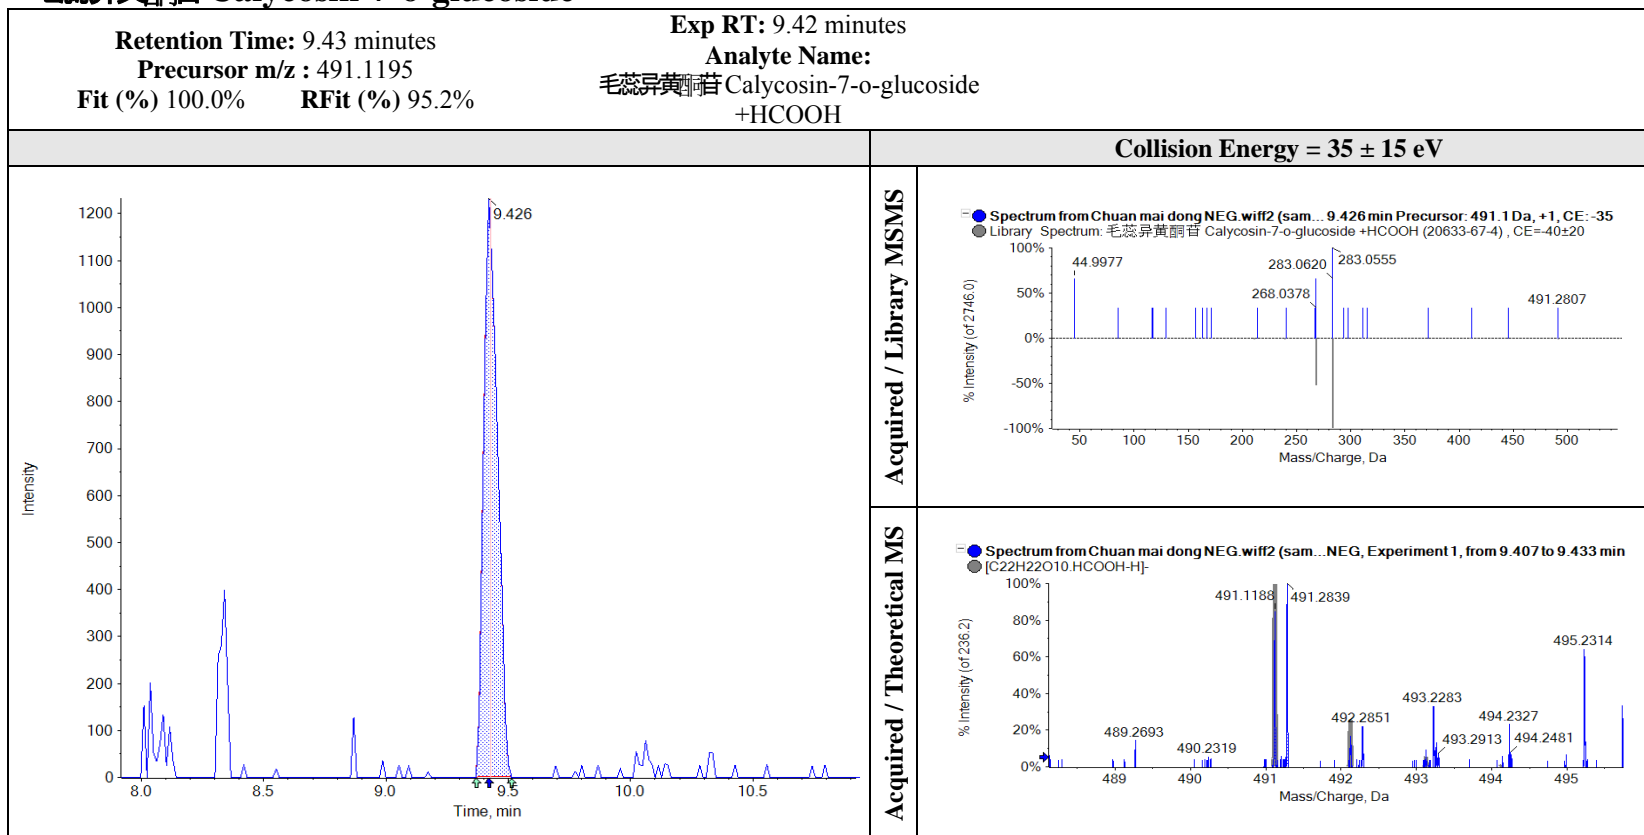 毛蕊异黄酮苷 Calycosin-7-o-glucoside
Retention Time: 9.43 minutes
Precursor m/z : 491.1195
Fit (%) 100.0% RFit (%) 95.2%
Exp RT: 9.42 minutes
Analyte Name:
毛蕊异黄酮苷 Calycosin-7-o-glucoside
+HCOOH
Collision Energy = 35 ± 15 eV
Intensity
1200
1100
1000
900
800
700
600
500
400
300
200
100
0
9.426
8.0 8.5 9.0 9.5 10.0 10.5
Time, min
Acquired / Library MSMS
Spectrum from Chuan mai dong NEG.wiff2 (sam... 9.426 min Precursor: 491.1 Da, +1, CE: -35
Library Spectrum: 毛蕊异黄酮苷 Calycosin-7-o-glucoside +HCOOH (20633-67-4) , CE=-40±20
% Intensity (of 2746.0)
100%
50%
0%
-50%
-100%
44.9977
283.0620
283.0555
268.0378
491.2807
50 100 150 200 250 300 350 400 450 500
Mass/Charge, Da
Acquired / Theoretical MS
Spectrum from Chuan mai dong NEG.wiff2 (sam...NEG, Experiment 1, from 9.407 to 9.433 min
[C22H22O10.HCOOH-H]-
% Intensity (of 236.2)
100%
80%
60%
40%
20%
0%
491.1188
491.2839
495.2314
493.2283
492.2851
494.2327
489.2693
490.2319
493.2913
494.2481
489 490 491 492 493 494 495
Mass/Charge, Da